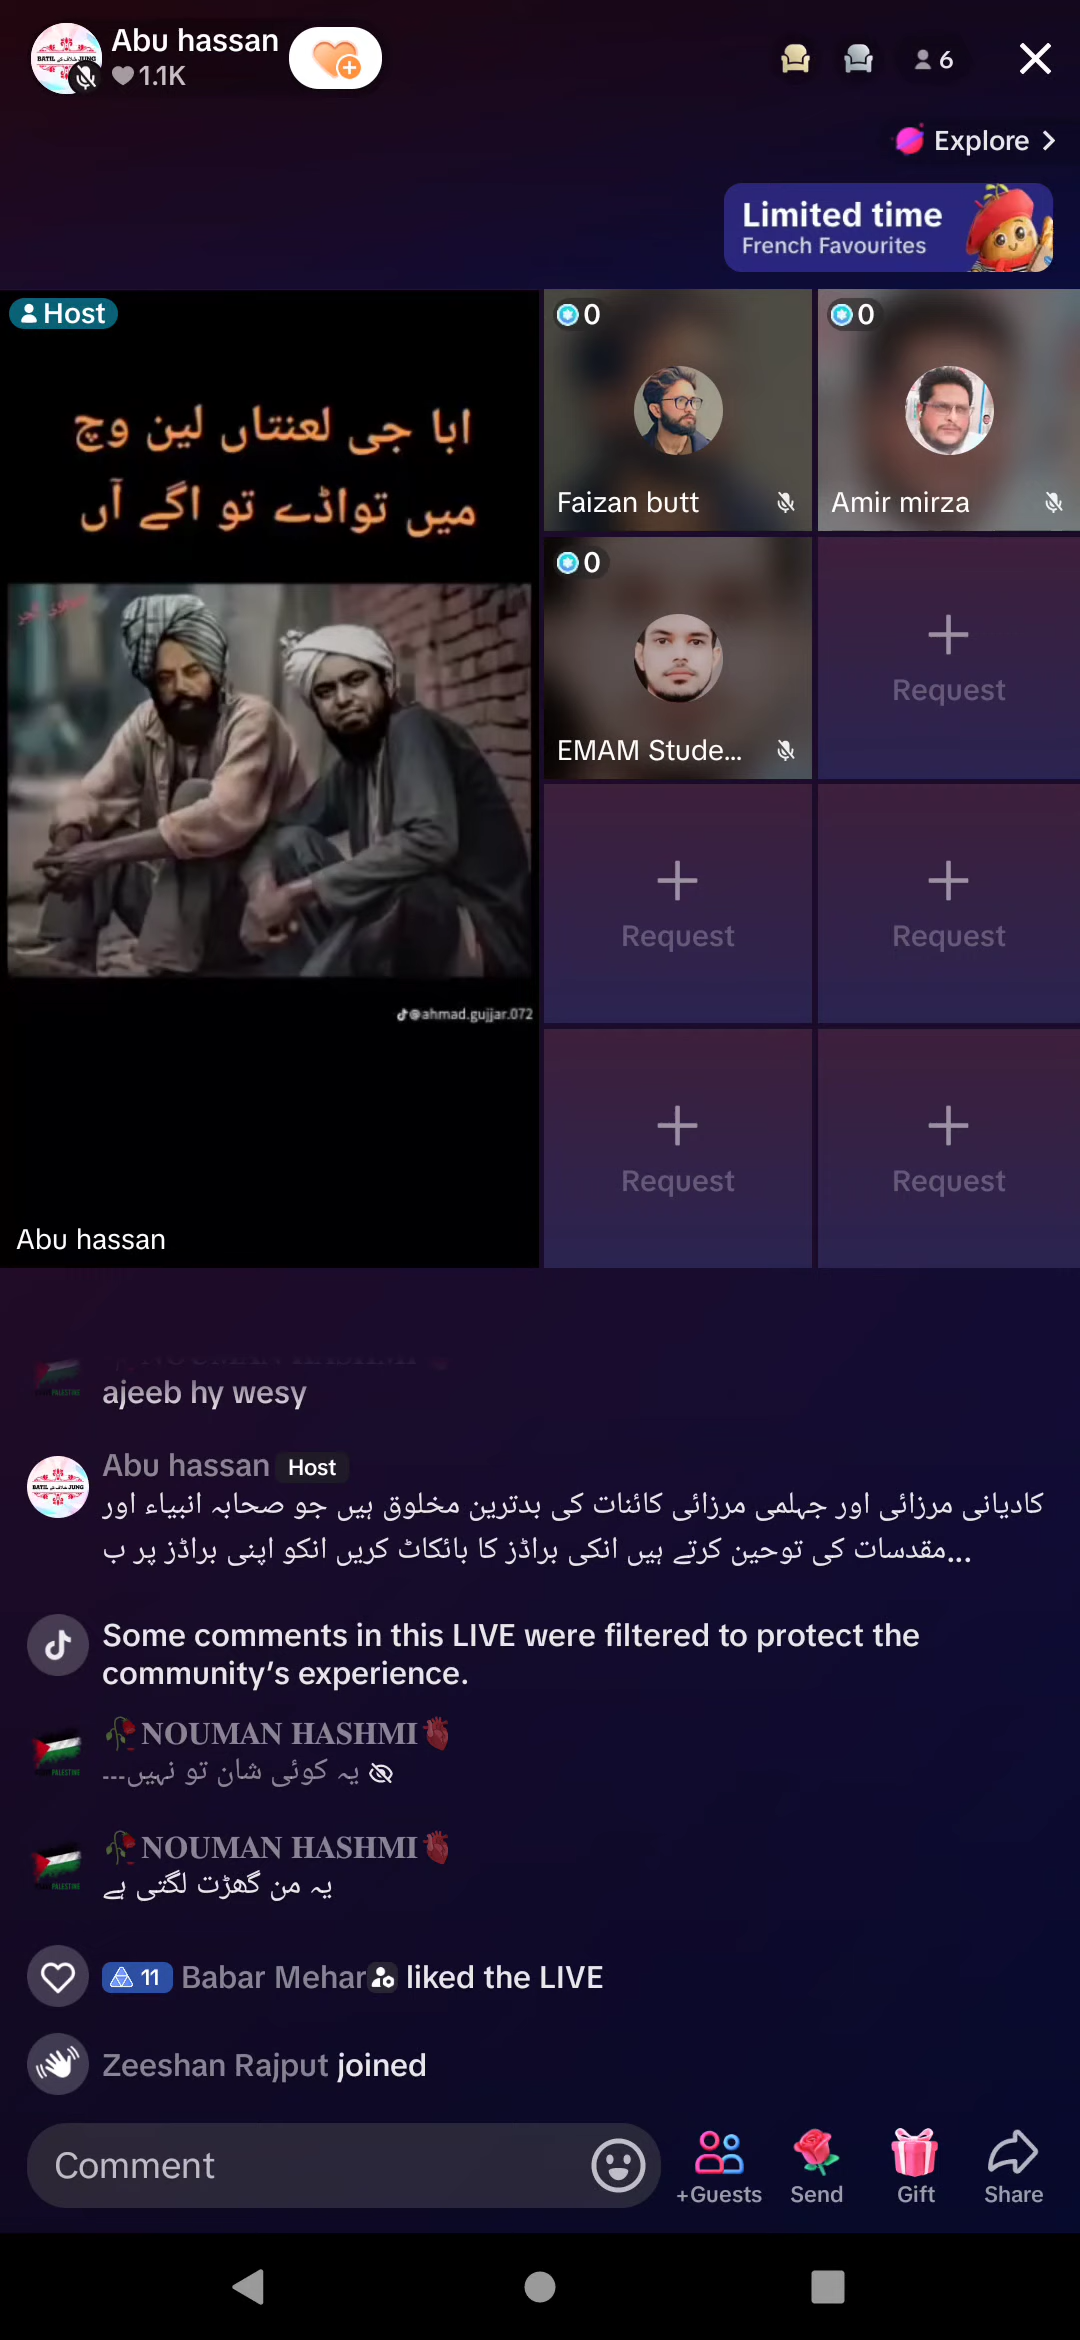 Abu hassan
1.1K
6
Explore
Limited time
French Favourites
Host
ابا جی لعنتاں لین وچ
میں تواڈے تو اگے آں
@ahmad.gujjar.072
Abu hassan
0
Faizan butt
0
Amir mirza
0
EMAM Stude...
Request
Request
Request
Request
Request
NOUMAN HASHMI
ajeeb hy wesy
Abu hassan Host
کادیانی مرزائی اور جہلمی مرزائی کائنات کی بدترین مخلوق ہیں جو صحابہ انبیاء اور
مقدسات کی توحین کرتے ہیں انکی براڈز کا بائکاٹ کریں انکو اپنی براڈز پر ب...
Some comments in this LIVE were filtered to protect the
community's experience.
🥀NOUMAN HASHMI🫀
یہ کوئی شان تو نہیں...
🥀NOUMAN HASHMI🫀
یہ من گھڑت لگتی ہے
11 Babar Mehar liked the LIVE
Zeeshan Rajput joined
Comment
+Guests
Send
Gift
Share